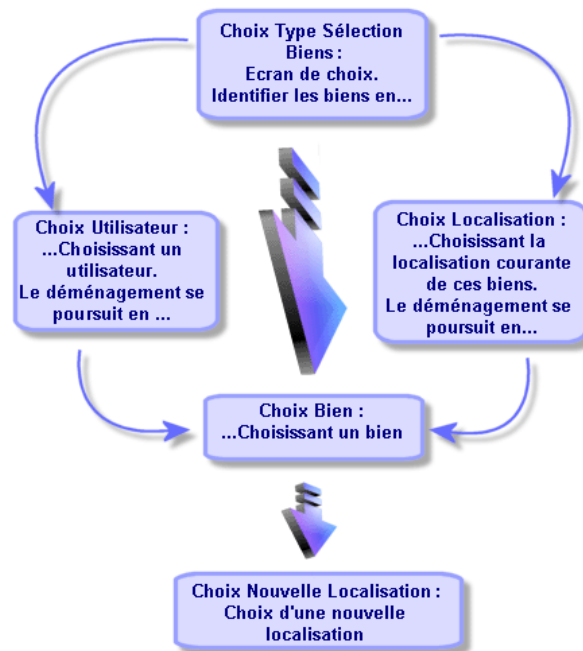 Choix Type Sélection
Biens :
Ecran de choix.
Identifier les biens en...
Choix Utilisateur :
...Choisissant un
utilisateur.
Le déménagement se
poursuit en ...
Choix Localisation :
...Choisissant la
localisation courante
de ces biens.
Le déménagement se
poursuit en...
Choix Bien :
...Choisissant un bien
Choix Nouvelle Localisation :
Choix d'une nouvelle
localisation